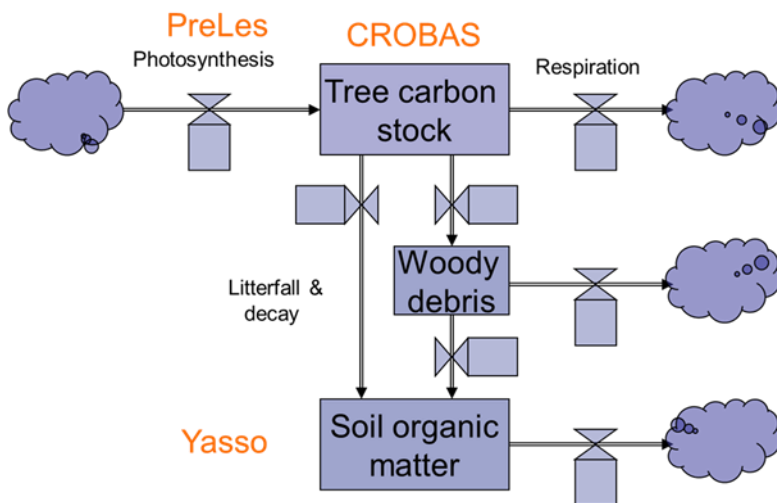 PreLes
Photosynthesis
CROBAS
Respiration
Tree carbon
stock
Woody
debris
Litterfall &
decay
Yasso
Soil organic
matter